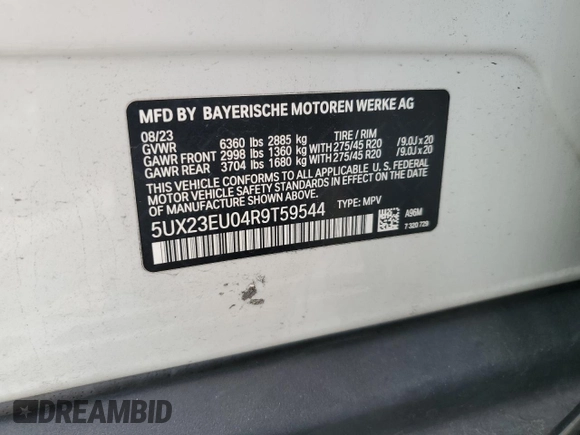 MFD BY BAYERISCHE MOTOREN WERKE AG
08/23 TIRE / RIM
GVWR 6360 lbs 2885 kg
GAWR FRONT 2998 lbs 1360 kg WITH 275/45 R20 / 9.0J x 20
GAWR REAR 3704 lbs 1680 kg WITH 275/45 R20 / 9.0J x 20
THIS VEHICLE CONFORMS TO ALL APPLICABLE U.S. FEDERAL
MOTOR VEHICLE SAFETY STANDARDS IN EFFECT ON THE DATE
OF MANUFACTURE SHOWN ABOVE.
5UX23EU04R9T59544 TYPE: MPV
A96MI
7 320 729
DREAMBID